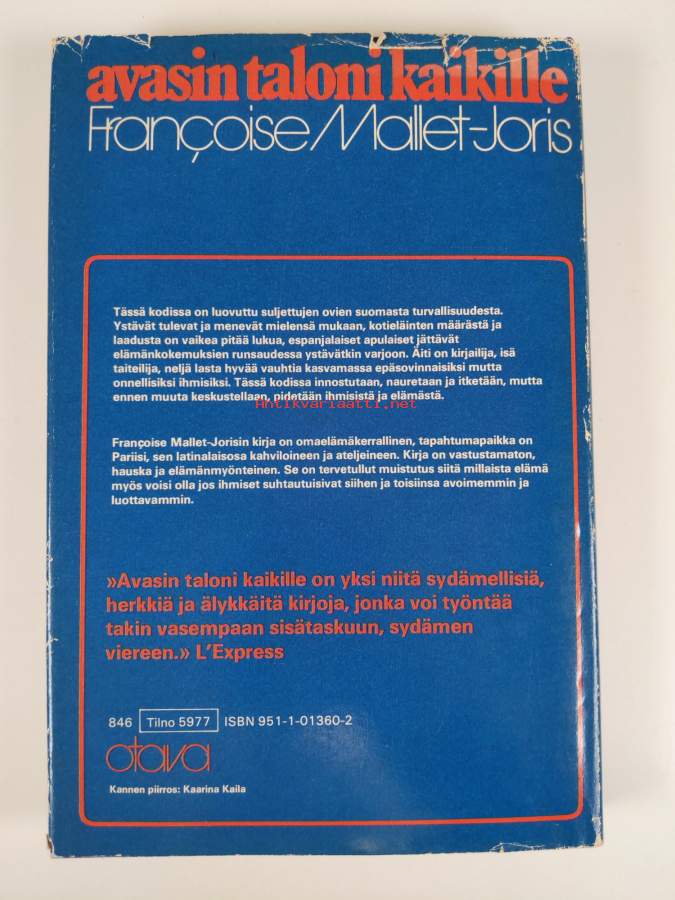 avasin taloni kaikille
Françoise Mallet-Joris
Tässä kodissa on luovuttu suljettujen ovien suomasta turvallisuudesta.
Ystävät tulevat ja menevät mielensä mukaan, kotieläinten määrästä ja
laadusta on vaikea pitää lukua, espanjalaiset apulaiset jättävät
elämänkokemuksien runsaudessa ystävätkin varjoon. Äiti on kirjailija, isä
taiteilija, neljä lasta hyvää vauhtia kasvamassa epäsovinnaisiksi mutta
onnellisiksi ihmisiksi. Tässä kodissa innostutaan, nauretaan ja itketään, mutta
ennen muuta keskustellaan, pidetään ihmisistä ja elämästä.
Antikvariaatti.net
Françoise Mallet-Jorisin kirja on omaelämäkerrallinen, tapahtumapaikka on
Pariisi, sen latinalaisosa kahviloineen ja ateljeineen. Kirja on vastustamaton,
hauska ja elämänmyönteinen. Se on tervetullut muistutus siitä millaista elämä
myös voisi olla jos ihmiset suhtautuisivat siihen ja toisiinsa avoimemmin ja
luottavammin.
»Avasin taloni kaikille on yksi niitä sydämellisiä,
herkkiä ja älykkäitä kirjoja, jonka voi työntää
takin vasempaan sisätaskuun, sydämen
viereen.» L'Express
846 Tilno 5977 ISBN 951-1-01360-2
otava
Kannen piirros: Kaarina Kaila